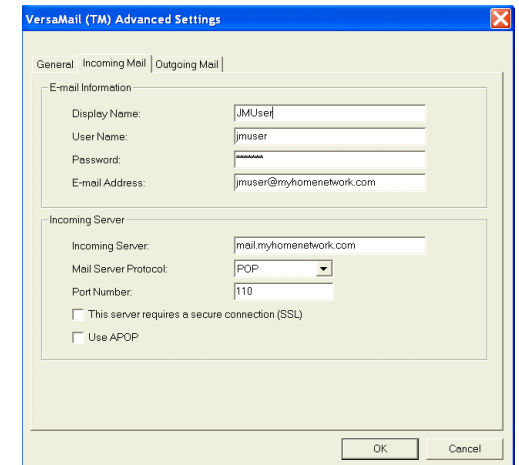 VersaMail (TM) Advanced Settings
General Incoming Mail Outgoing Mail
E-mail Information
Display Name: JMUser
User Name: jmuser
Password: *******
E-mail Address: jmuser@myhomenetwork.com
Incoming Server
Incoming Server: mail.myhomenetwork.com
Mail Server Protocol: POP
Port Number: 110
This server requires a secure connection (SSL)
Use APOP
OK Cancel